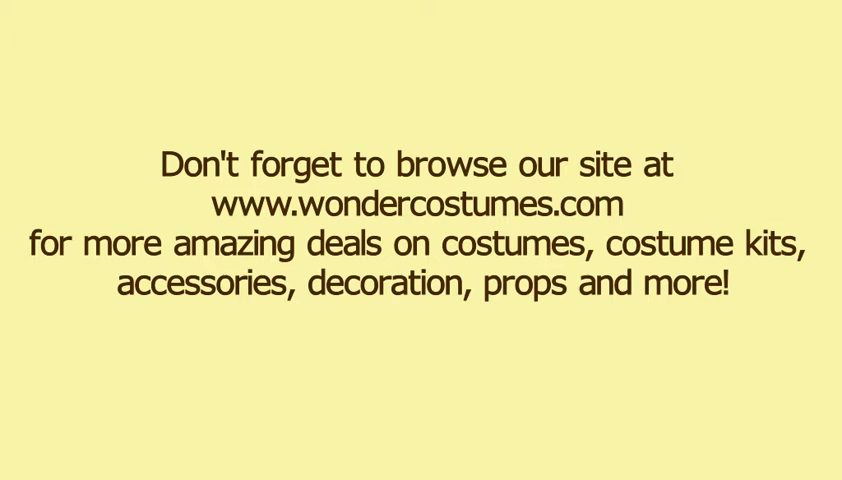 Don't forget to browse our site at
www.wondercostumes.com
for more amazing deals on costumes, costume kits,
accessories, decoration, props and more!